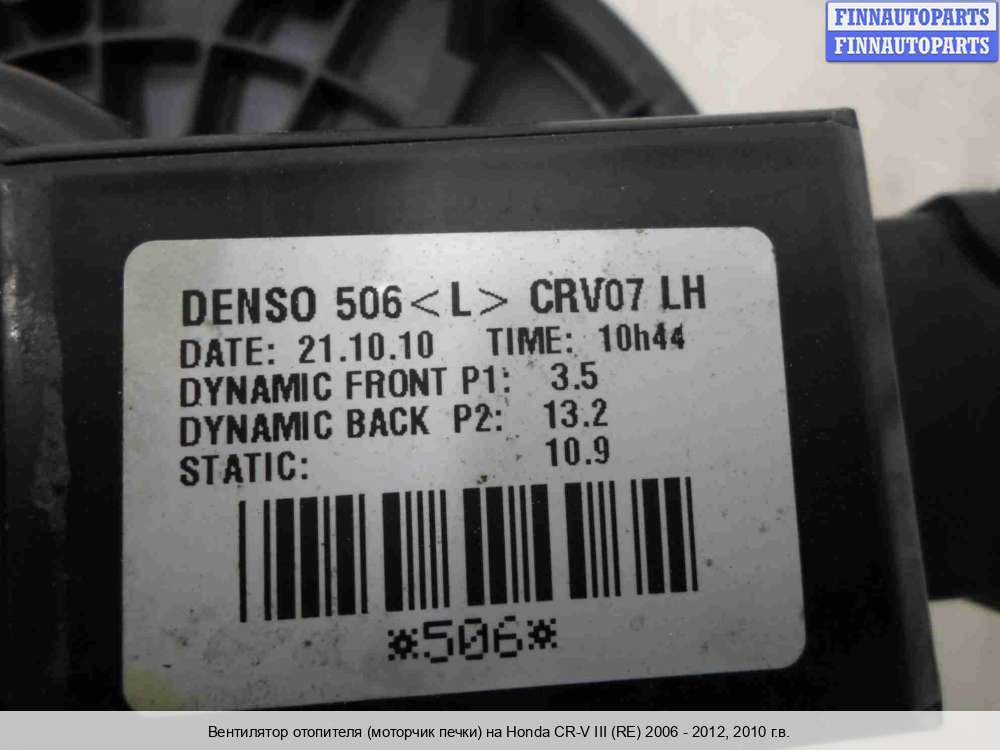 FINNAUTOPARTS
FINNAUTOPARTS
DENSO 506<L> CRV07 LH
DATE: 21.10.10 TIME: 10h44
DYNAMIC FRONT P1: 3.5
DYNAMIC BACK P2: 13.2
STATIC: 10.9
*506*
Вентилятор отопителя (моторчик печки) на Honda CR-V III (RE) 2006 - 2012, 2010 г.в.